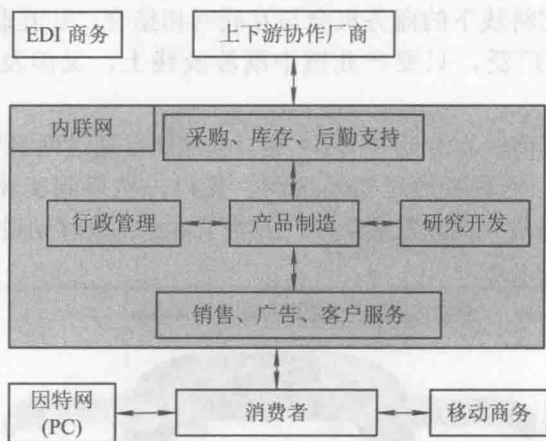 EDI 商务
上下游协作厂商
内联网
采购、库存、后勤支持
行政管理
产品制造
研究开发
销售、广告、客户服务
因特网
(PC)
消费者
移动商务